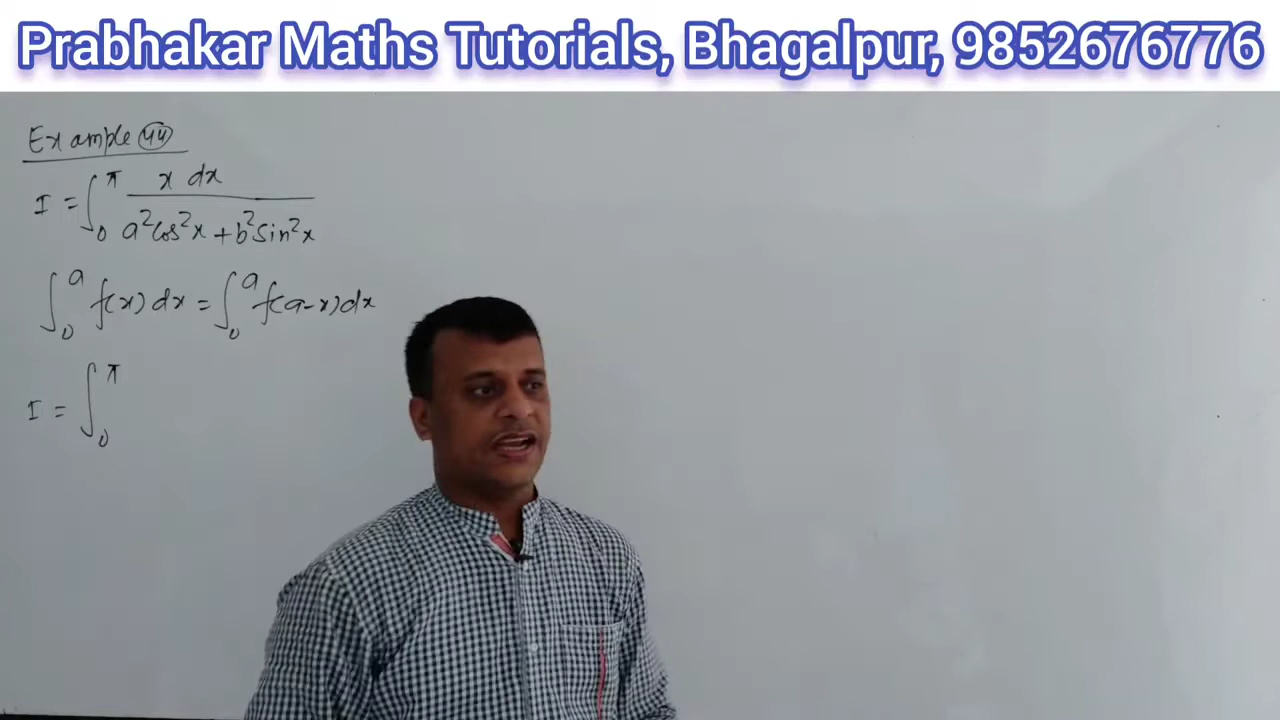 Prabhakar Maths Tutorials, Bhagalpur, 9852676776
Example 44
I = ∫₀^π x dx / (a²cos²x + b²sin²x)
∫₀^a f(x) dx = ∫₀^a f(a-x) dx
I = ∫₀^π